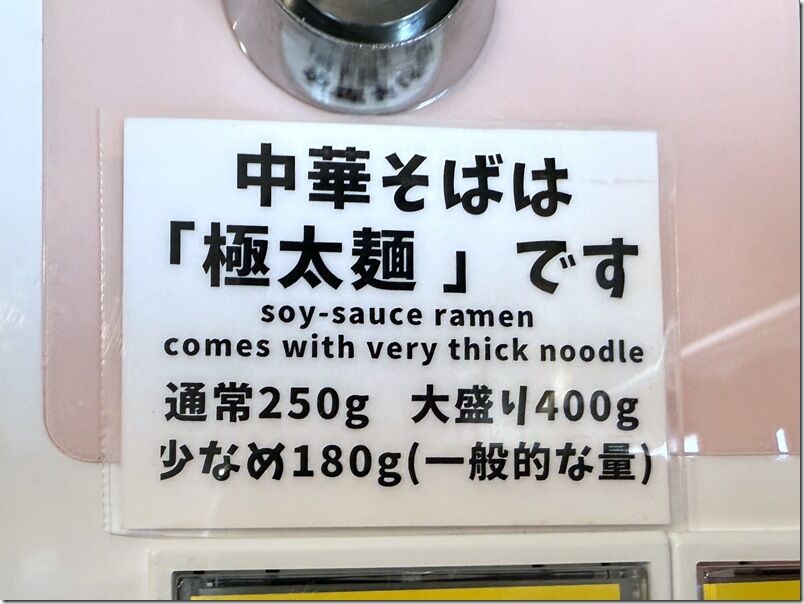 中華そばは
「極太麺」です
soy-sauce ramen
comes with very thick noodle
通常250g 大盛り400g
少なめ180g(一般的な量)